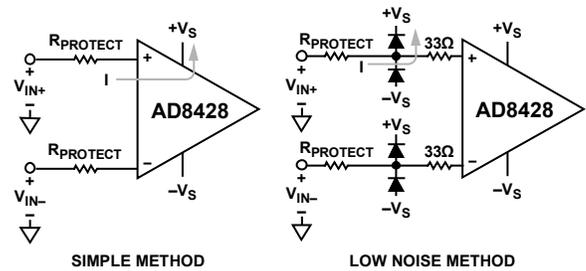 +VS
RPROTECT
+
+
I
VIN+
–
AD8428
RPROTECT
–
+
VIN–
–
–VS
SIMPLE METHOD
+VS
RPROTECT
33Ω
+VS
+
+
I
VIN+
–
–VS
AD8428
+VS
RPROTECT
33Ω
–
+
VIN–
–
–VS
–VS
LOW NOISE METHOD